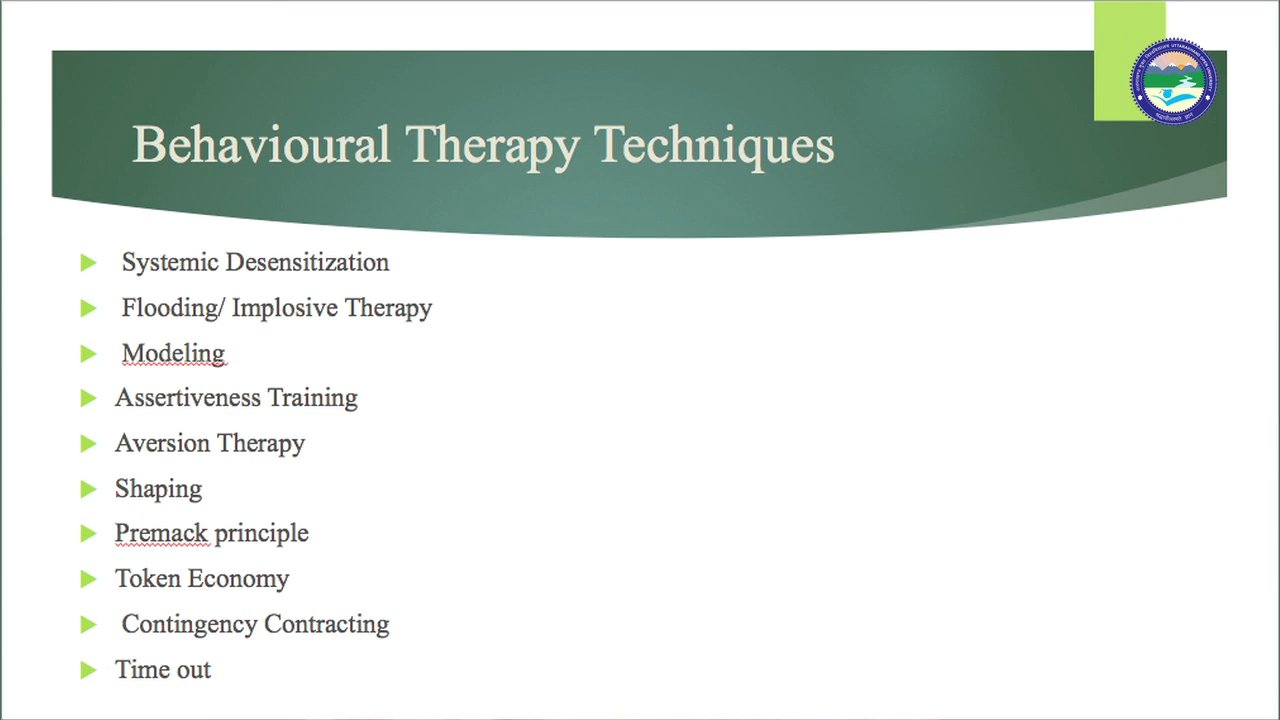 Behavioural Therapy Techniques
Systemic Desensitization
Flooding/ Implosive Therapy
Modeling
Assertiveness Training
Aversion Therapy
Shaping
Premack principle
Token Economy
Contingency Contracting
Time out